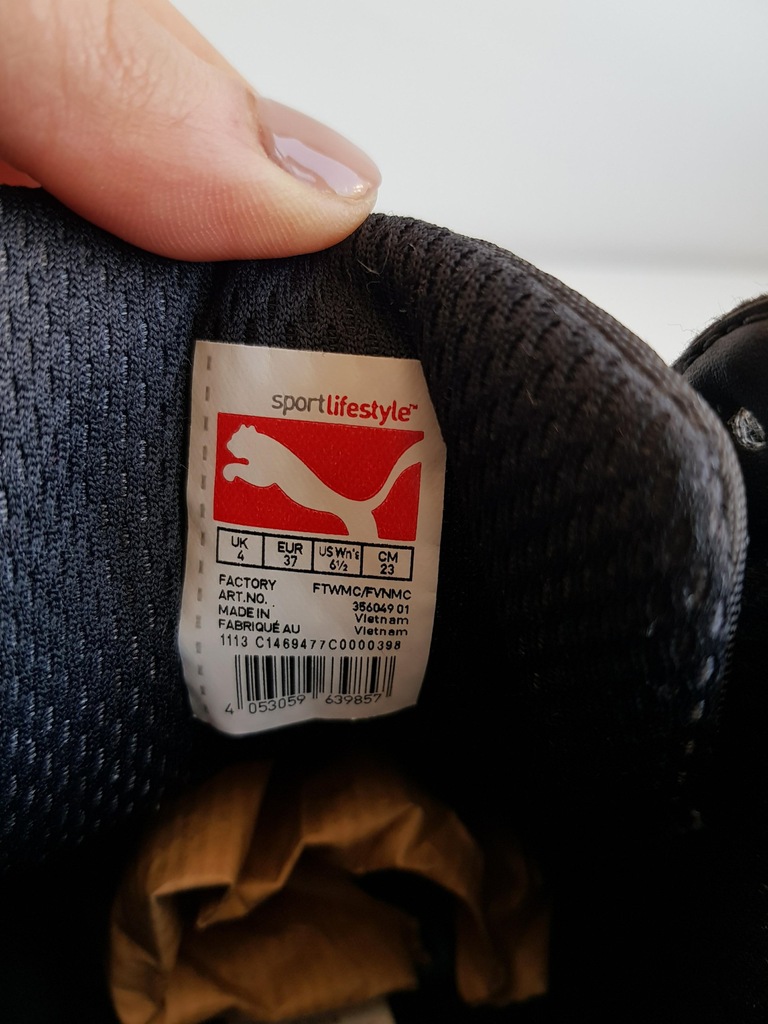 sportlifestyle™
UK EUR US Wn's CM
4 37 6½ 23
FACTORY FTWMC/FVNMC
ART.NO. 356049 01
MADE IN Vietnam
FABRIQUÉ AU Vietnam
1113 C1469477C0000398
4 053059 639857